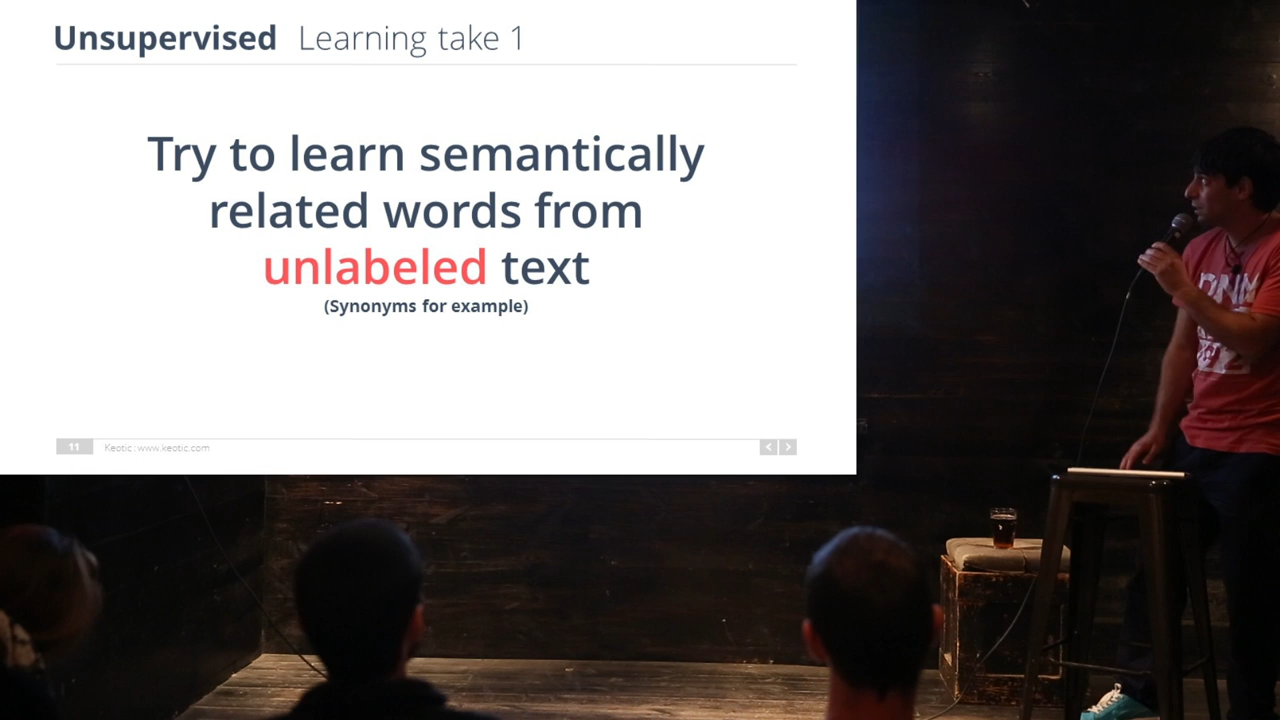 Unsupervised Learning take 1
Try to learn semantically
related words from
unlabeled text
(Synonyms for example)
11 Keotic : www.keotic.com